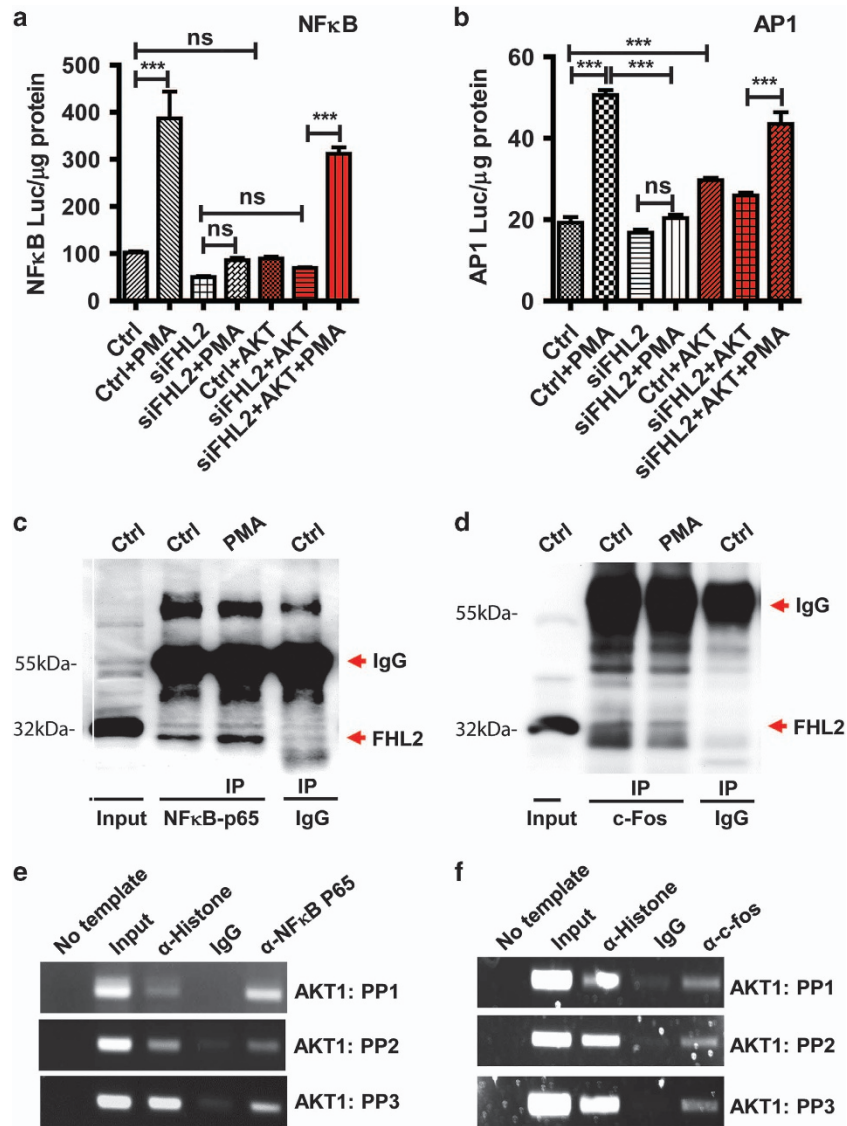 a
NFκB
ns
***
ns
ns
***
NFκB Luc/μg protein
500
400
300
200
100
0
Ctrl
Ctrl+PMA
siFHL2
siFHL2+PMA
Ctrl+AKT
siFHL2+AKT
siFHL2+AKT+PMA
b
AP1
***
*** ***
ns
***
AP1 Luc/μg protein
60
40
20
0
Ctrl
Ctrl+PMA
siFHL2
siFHL2+PMA
Ctrl+AKT
siFHL2+AKT
siFHL2+AKT+PMA
c
Ctrl Ctrl PMA Ctrl
55kDa-
IgG
32kDa-
FHL2
IP IP
Input NFκB-p65 IgG
d
Ctrl Ctrl PMA Ctrl
55kDa-
IgG
32kDa-
FHL2
IP IP
Input c-Fos IgG
e
No template
Input
α-Histone
IgG
α-NFκB P65
AKT1: PP1
AKT1: PP2
AKT1: PP3
f
No template
Input
α-Histone
IgG
α-c-fos
AKT1: PP1
AKT1: PP2
AKT1: PP3